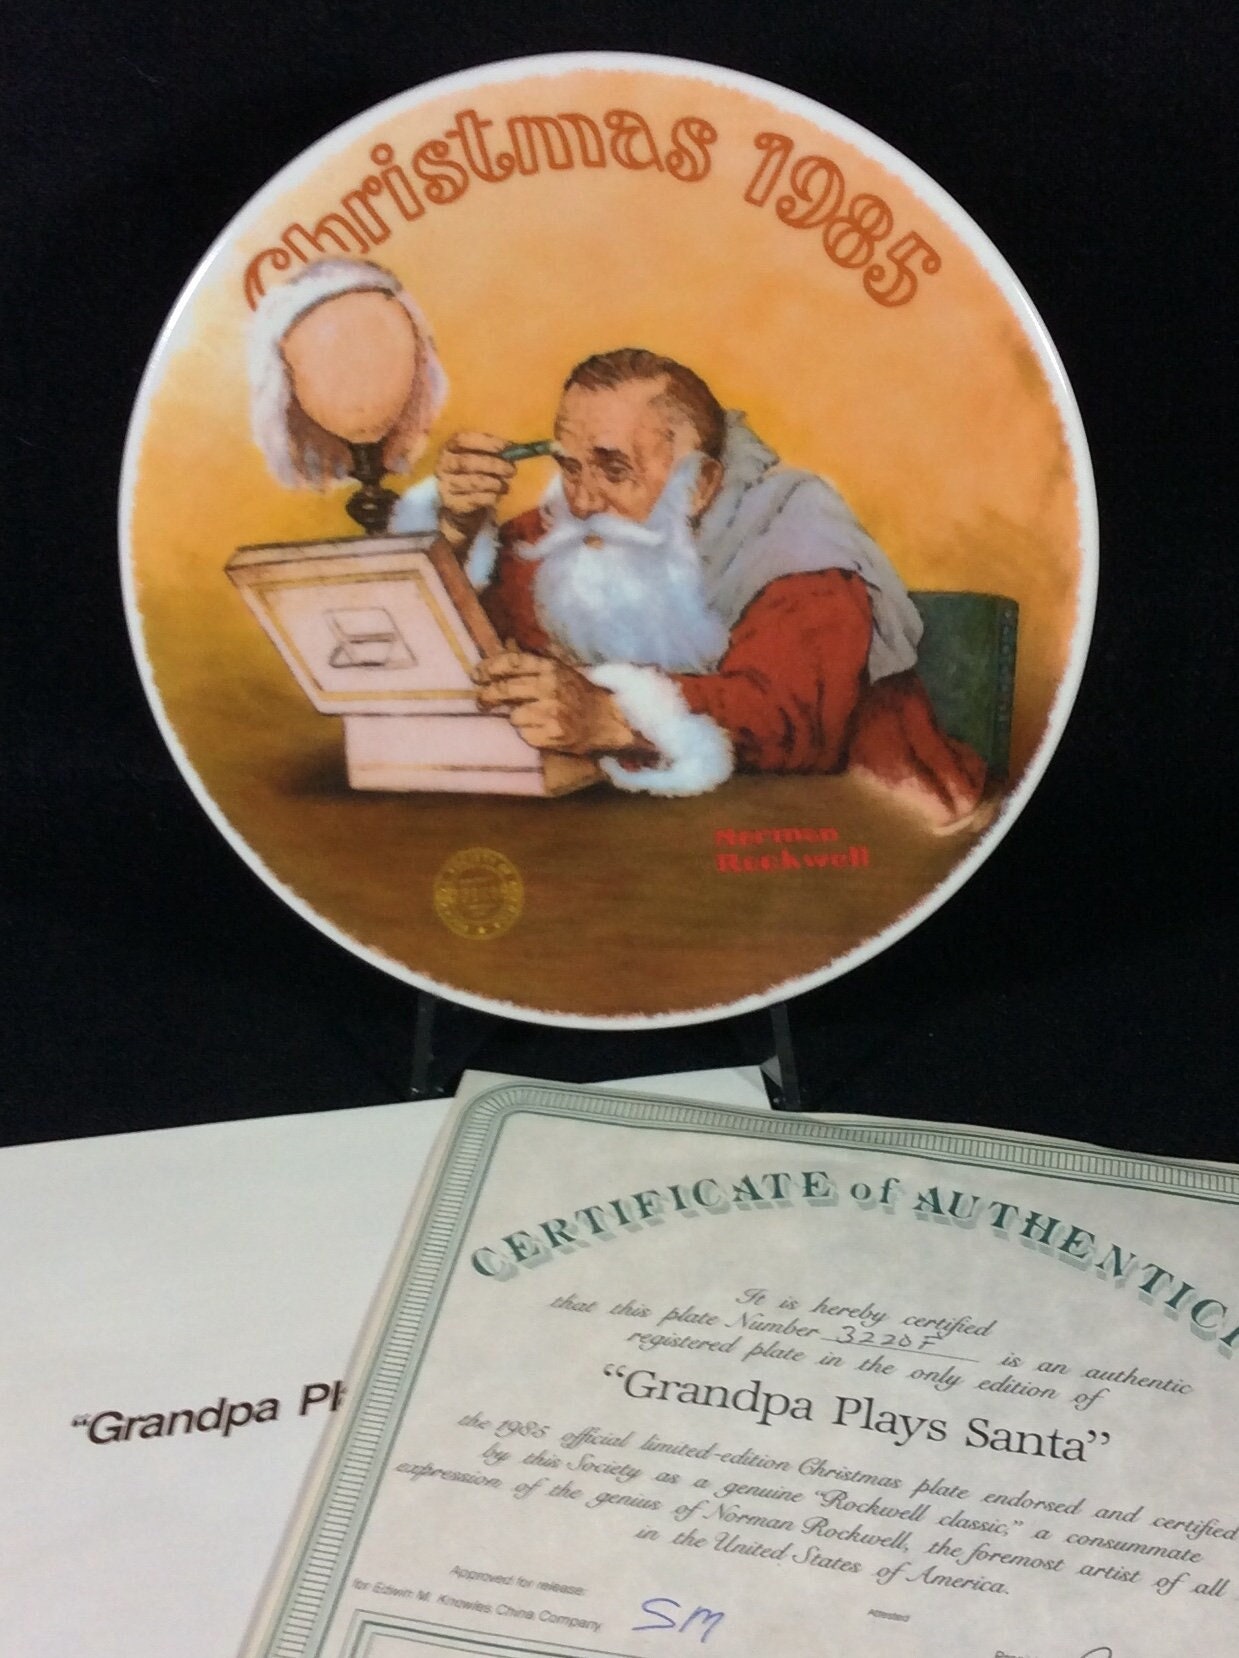 Christmas 1985
Norman
Rockwell
"Grandpa
CERTIFICATE of
It is hereby certified
that this plate Number 3220F is an authentic
registered plate in the only edition of
"Grandpa Plays Santa"
the 1985 official limited-edition Christmas plate endorsed and certified
by this Society as a genuine "Rockwell classic," a consummate
expression of the genius of Norman Rockwell, the foremost artist of all
in the United States of America.
Approved for release:
for Edwin M. Knowles China Company
SM
Attested